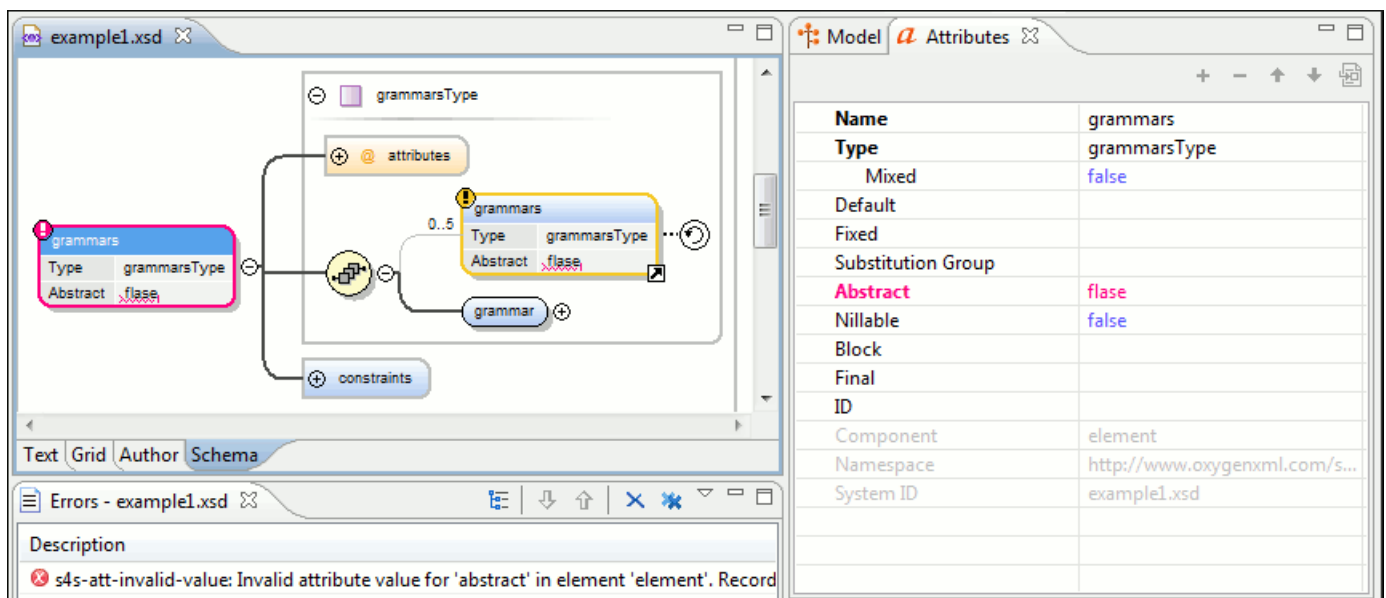 example1.xsd
grammarsType
attributes
grammars
0..5
Type grammarsType
Abstract flase
grammars
Type grammarsType
Abstract flase
grammar
constraints
Text Grid Author Schema
Errors - example1.xsd
Description
s4s-att-invalid-value: Invalid attribute value for 'abstract' in element 'element'. Record
Model a Attributes
Name grammars
Type grammarsType
Mixed false
Default
Fixed
Substitution Group
Abstract flase
Nillable false
Block
Final
ID
Component element
Namespace http://www.oxygenxml.com/s...
System ID example1.xsd